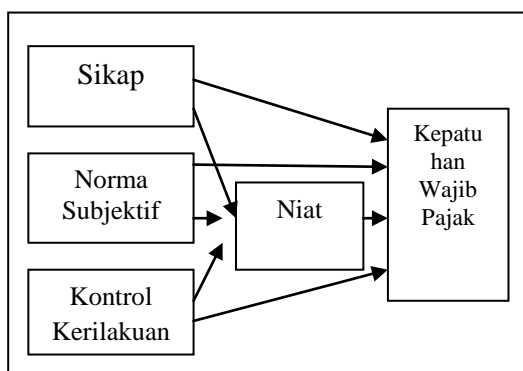 Sikap
Norma
Subjektif
Kontrol
Kerilakuan
Niat
Kepatu
han
Wajib
Pajak